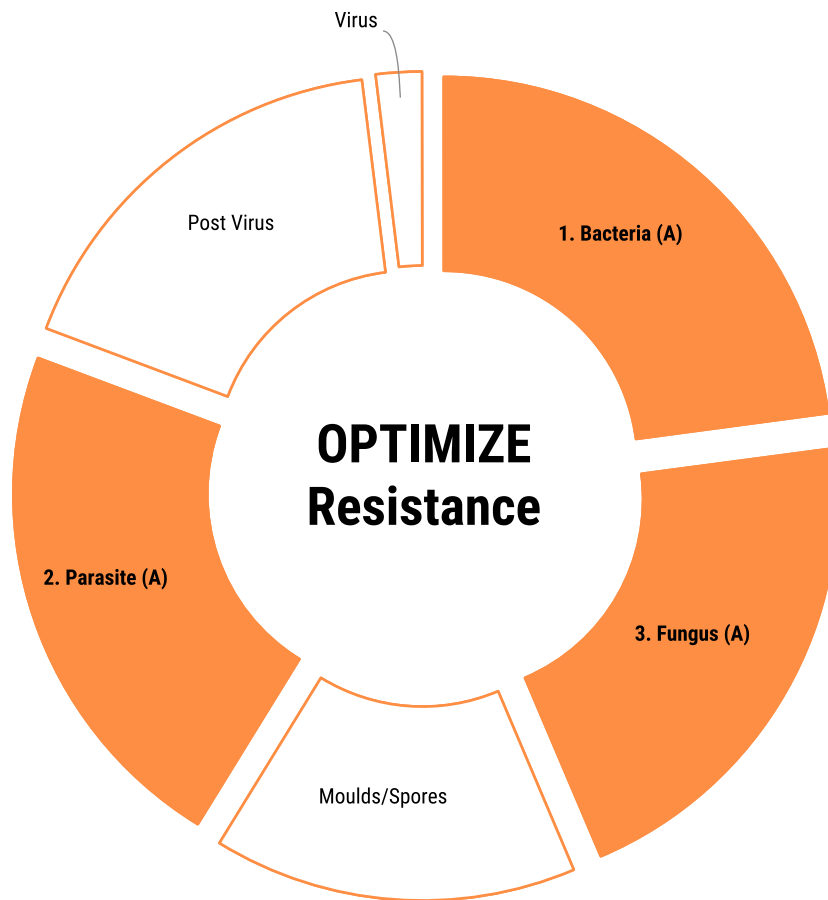 Virus
Post Virus
1. Bacteria (A)
OPTIMIZE
Resistance
2. Parasite (A)
3. Fungus (A)
Moulds/Spores